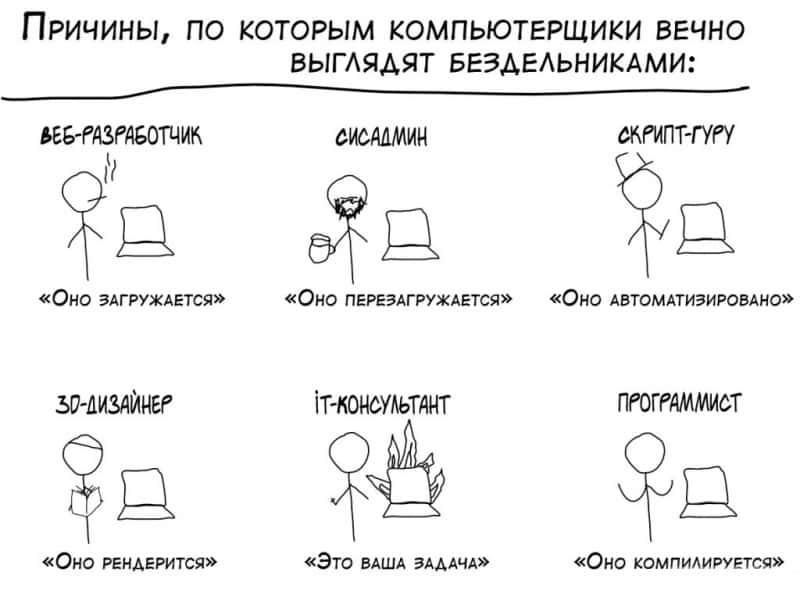 Причины, по которым компьютерщики вечно
выглядят бездельниками:
веб-разработчик
сисадмин
скрипт-гуру
«Оно загружается»
«Оно перезагружается»
«Оно автоматизировано»
3D-дизайнер
iT-консультант
программист
«Оно рендерится»
«Это ваша задача»
«Оно компилируется»